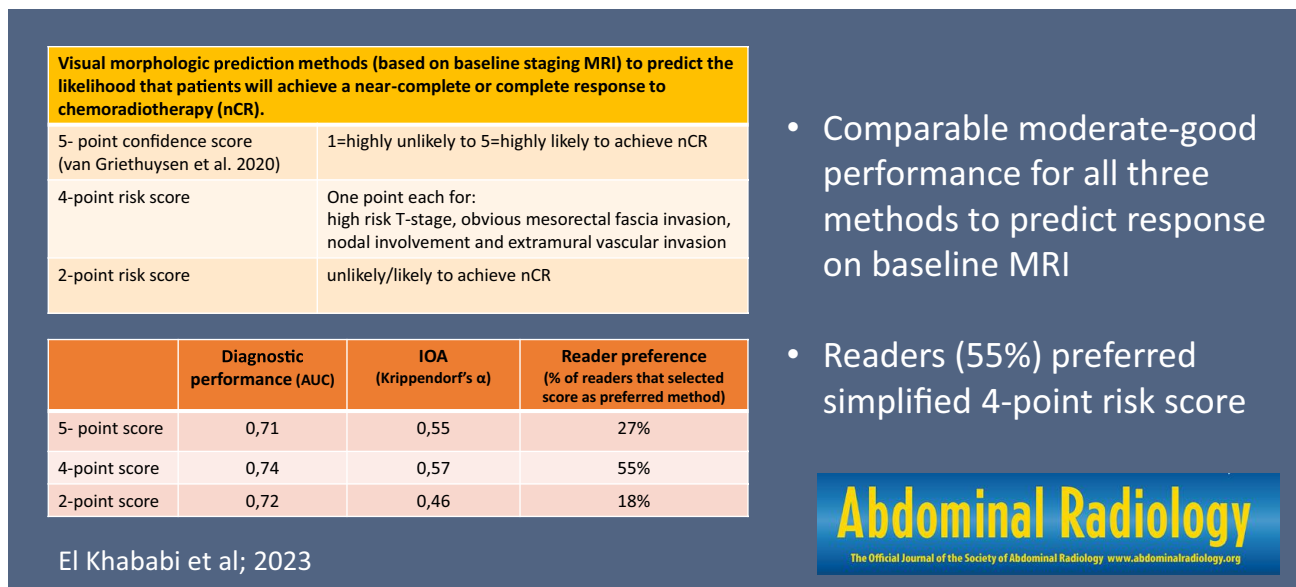 Visual morphologic prediction methods (based on baseline staging MRI) to predict the
likelihood that patients will achieve a near-complete or complete response to
chemoradiotherapy (nCR).
5- point confidence score
(van Griethuysen et al. 2020)
1=highly unlikely to 5=highly likely to achieve nCR
4-point risk score
One point each for:
high risk T-stage, obvious mesorectal fascia invasion,
nodal involvement and extramural vascular invasion
2-point risk score
unlikely/likely to achieve nCR
Diagnostic
performance (AUC)
IOA
(Krippendorf's α)
Reader preference
(% of readers that selected
score as preferred method)
5- point score 0,71 0,55 27%
4-point score 0,74 0,57 55%
2-point score 0,72 0,46 18%
El Khababi et al; 2023
• Comparable moderate-good
performance for all three
methods to predict response
on baseline MRI
• Readers (55%) preferred
simplified 4-point risk score
Abdominal Radiology
The Official Journal of the Society of Abdominal Radiology www.abdominalradiology.org